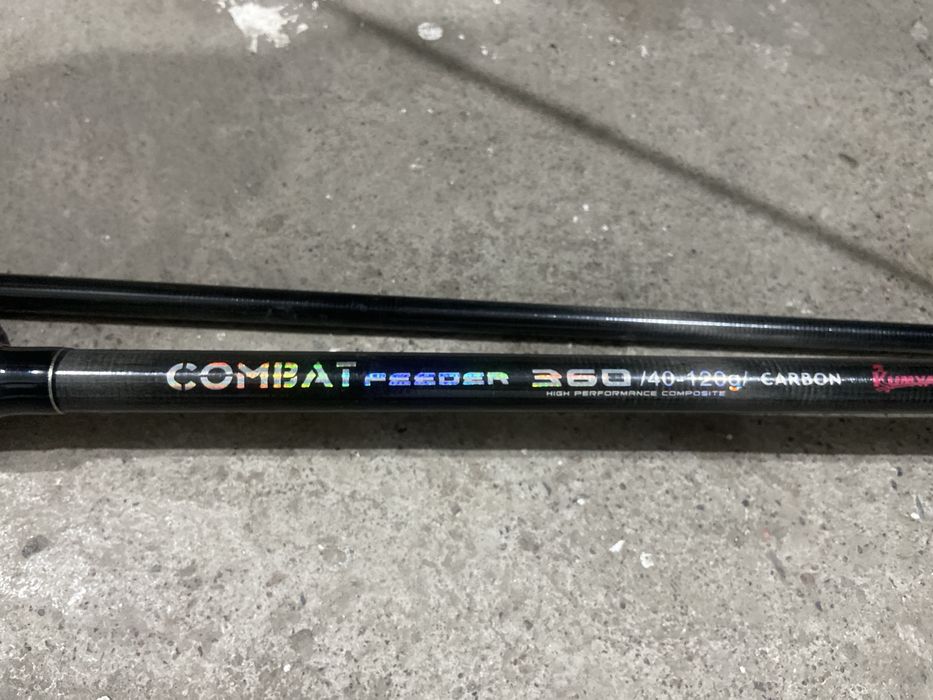 COMBAT FEEDER 360 /40-120g/ CARBON
HIGH PERFORMANCE COMPOSITE